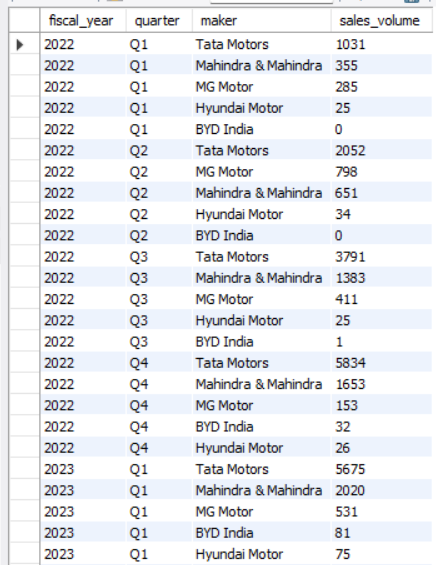 fiscal_year quarter maker sales_volume
2022 Q1 Tata Motors 1031
2022 Q1 Mahindra & Mahindra 355
2022 Q1 MG Motor 285
2022 Q1 Hyundai Motor 25
2022 Q1 BYD India 0
2022 Q2 Tata Motors 2052
2022 Q2 MG Motor 798
2022 Q2 Mahindra & Mahindra 651
2022 Q2 Hyundai Motor 34
2022 Q2 BYD India 0
2022 Q3 Tata Motors 3791
2022 Q3 Mahindra & Mahindra 1383
2022 Q3 MG Motor 411
2022 Q3 Hyundai Motor 25
2022 Q3 BYD India 1
2022 Q4 Tata Motors 5834
2022 Q4 Mahindra & Mahindra 1653
2022 Q4 MG Motor 153
2022 Q4 BYD India 32
2022 Q4 Hyundai Motor 26
2023 Q1 Tata Motors 5675
2023 Q1 Mahindra & Mahindra 2020
2023 Q1 MG Motor 531
2023 Q1 BYD India 81
2023 Q1 Hyundai Motor 75